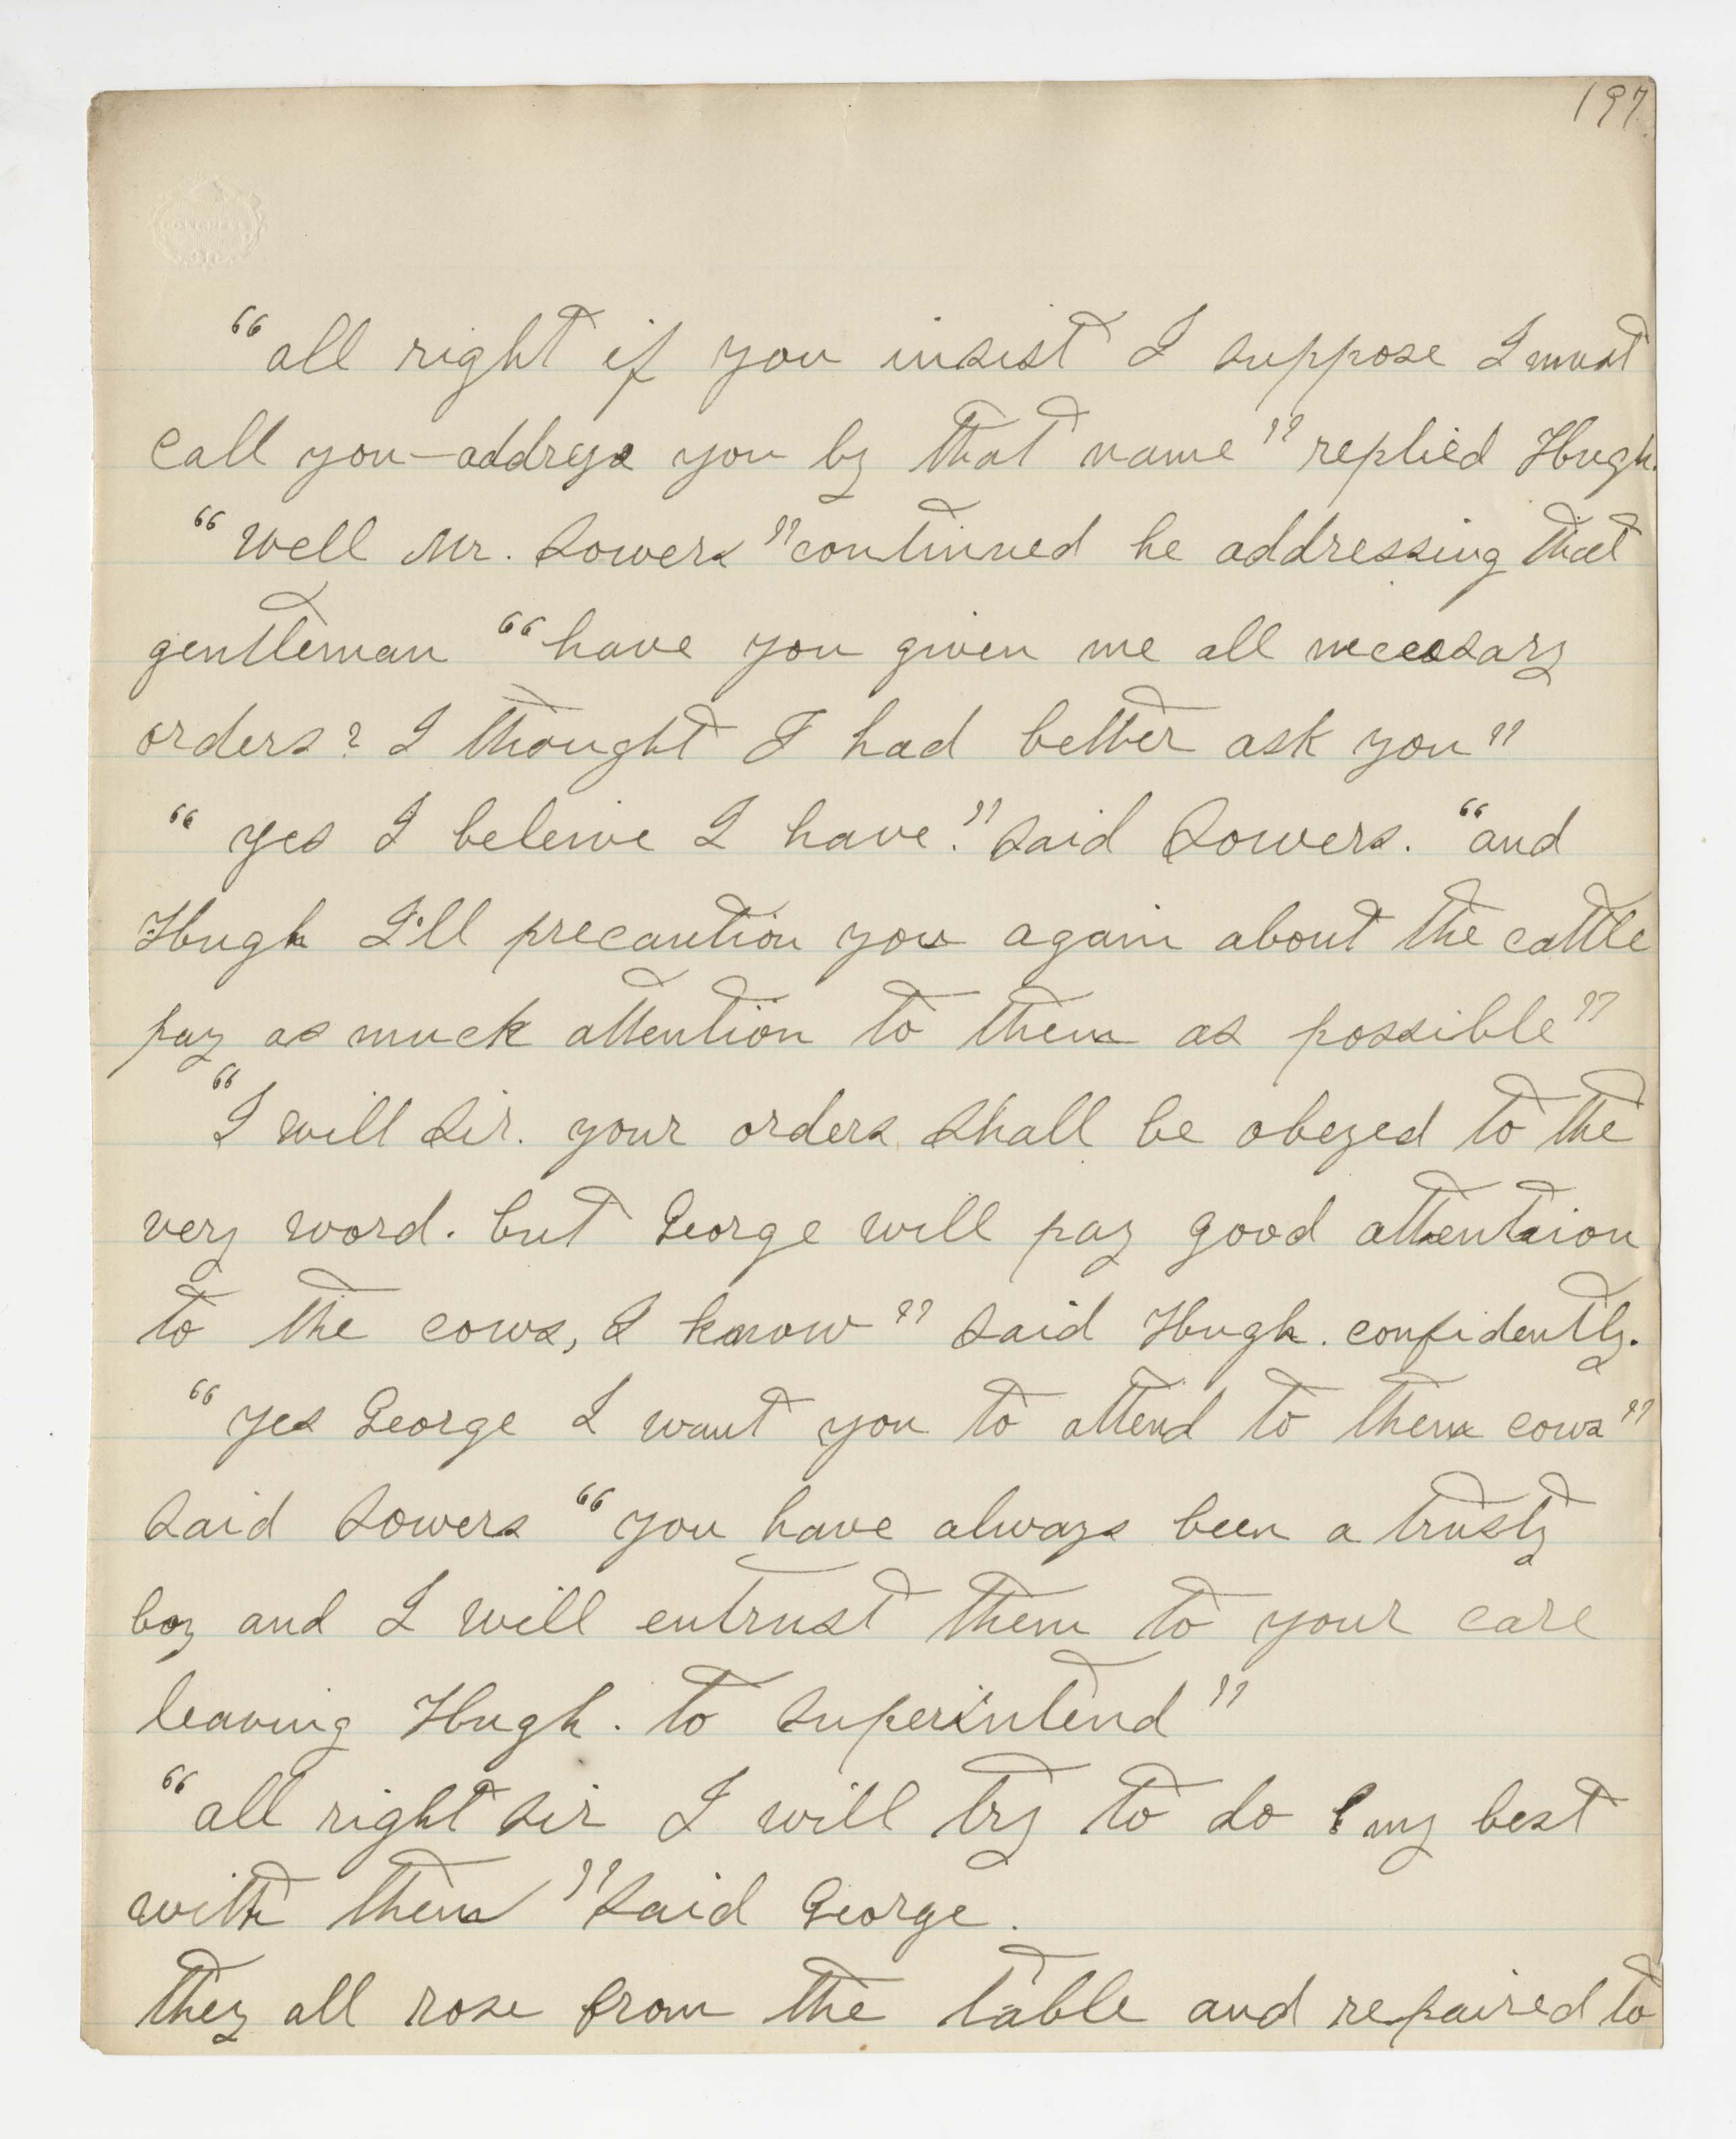 197
"all right if you insist I suppose I must
call you—address you by that name" replied Hugh.
"well Mr. Sowers" continued he addressing that
gentleman "have you given me all necessary
orders? I thought I had better ask you"
"yes I beleive I have." said Sowers. "and
Hugh I'll precaution you again about the cattle
pay as much attention to them as possible"
"I will sir. your orders shall be obeyed to the
very word. but George will pay good attention
to the cows, I know" said Hugh. confidently.
"yes George I want you to attend to them cows"
said Sowers "you have always been a trusty
boy and I will entrust them to your care
leaving Hugh. to superintend"
"all right sir I will try to do my best
with them" said George.
they all rose from the table and repaired to